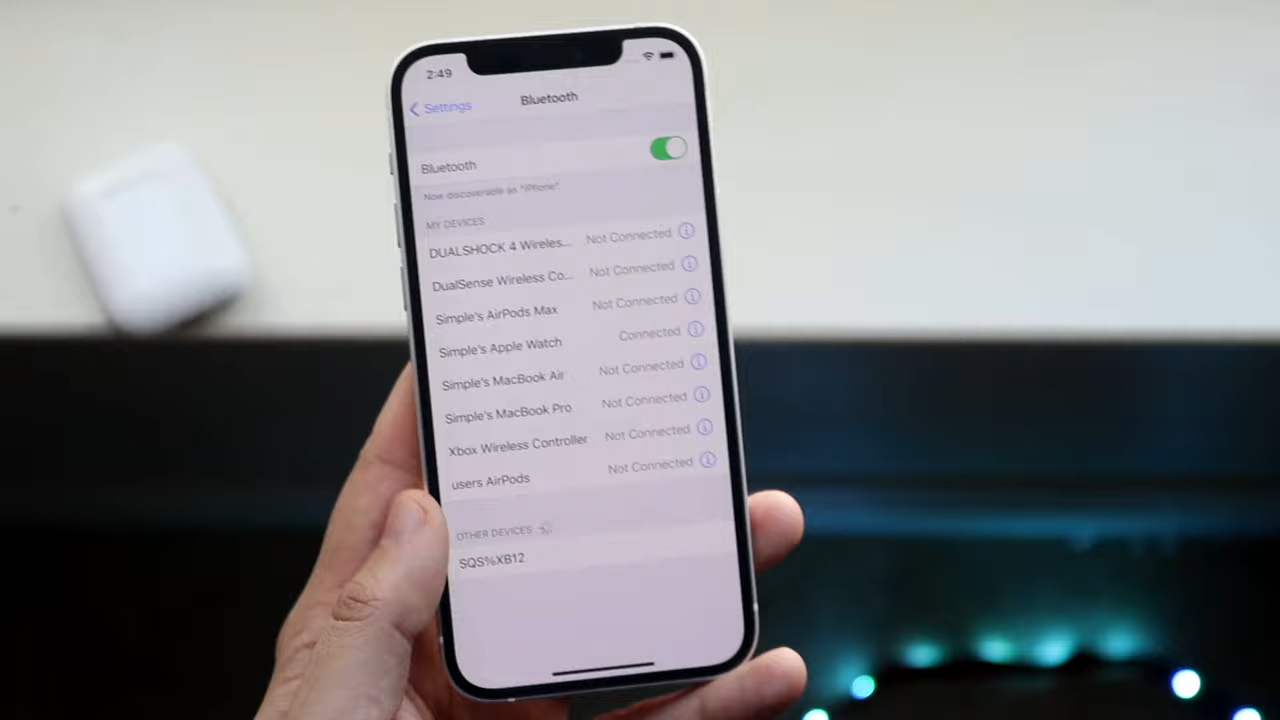 2:49
Settings
Bluetooth
Bluetooth
Now discoverable as "iPhone".
MY DEVICES
DUALSHOCK 4 Wireles... Not Connected
DualSense Wireless Co... Not Connected
Simple's AirPods Max Not Connected
Simple's Apple Watch Connected
Simple's MacBook Air Not Connected
Simple's MacBook Pro Not Connected
Xbox Wireless Controller Not Connected
users AirPods Not Connected
OTHER DEVICES
SQS%XB12